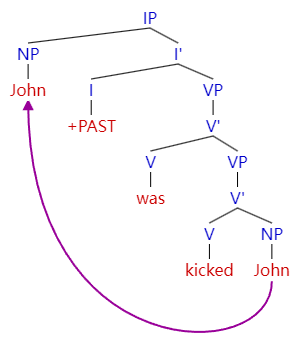 IP
NP I'
John I VP
+PAST V'
V VP
was V'
V NP
kicked John